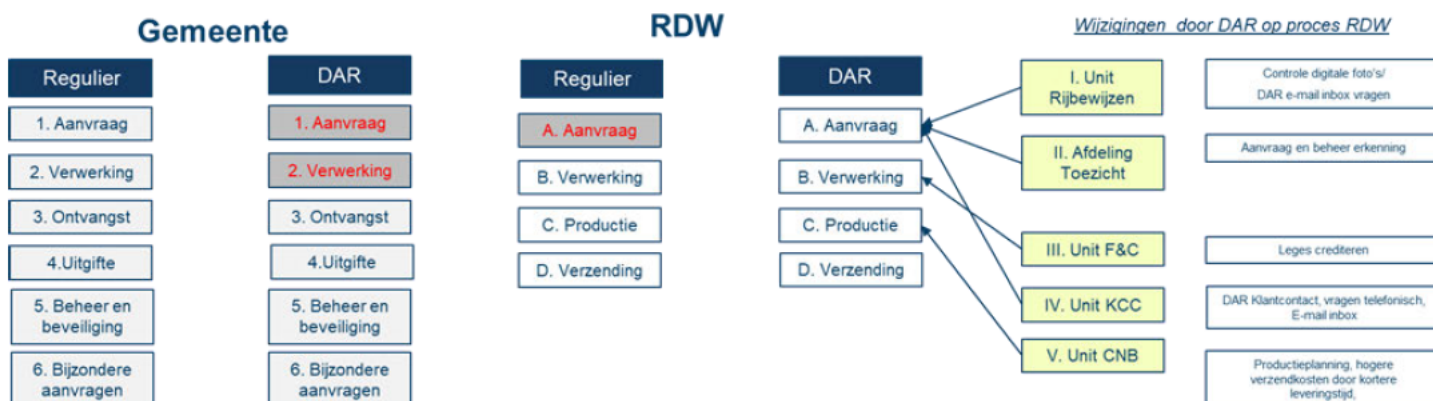 Gemeente
Regulier
1. Aanvraag
2. Verwerking
3. Ontvangst
4.Uitgifte
5. Beheer en
beveiliging
6. Bijzondere
aanvragen
DAR
1. Aanvraag
2. Verwerking
3. Ontvangst
4.Uitgifte
5. Beheer en
beveiliging
6. Bijzondere
aanvragen
RDW
Regulier
A. Aanvraag
B. Verwerking
C. Productie
D. Verzending
DAR
A. Aanvraag
B. Verwerking
C. Productie
D. Verzending
Wijzigingen door DAR op proces RDW
I. Unit
Rijbewijzen
Controle digitale foto's/
DAR e-mail inbox vragen
II. Afdeling
Toezicht
Aanvraag en beheer erkenning
III. Unit F&C
Leges crediteren
IV. Unit KCC
DAR Klantcontact, vragen telefonisch,
E-mail inbox
V. Unit CNB
Productieplanning, hogere
verzendkosten door kortere
leveringstijd,